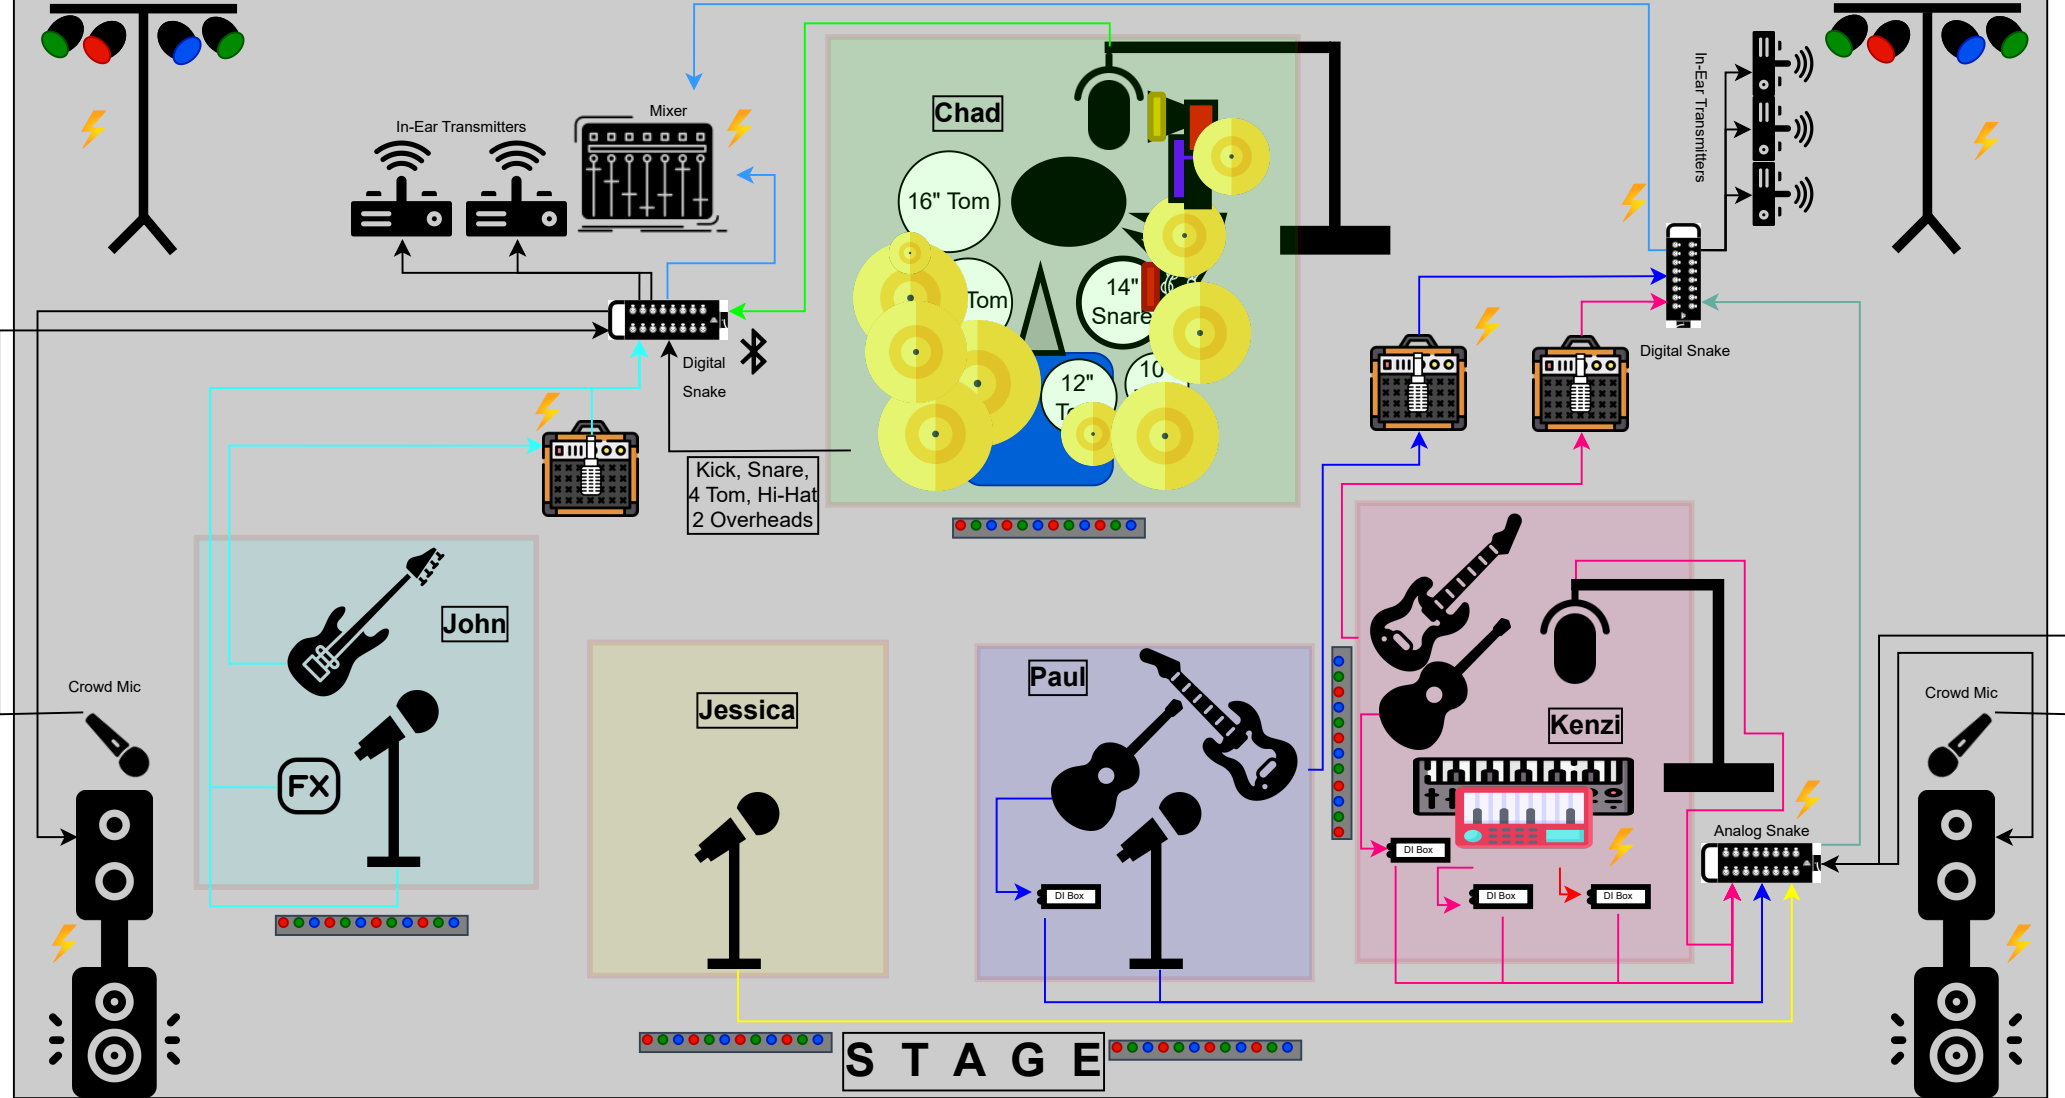 In-Ear Transmitters
Mixer
Chad
In-Ear Transmitters
16" Tom
Tom
14"
Snare
12"
10
Digital
Snake
Digital Snake
Kick, Snare,
4 Tom, Hi-Hat
2 Overheads
John
Crowd Mic
FX
Jessica
Paul
DI Box
Kenzi
DI Box
DI Box
DI Box
Crowd Mic
Analog Snake
S T A G E